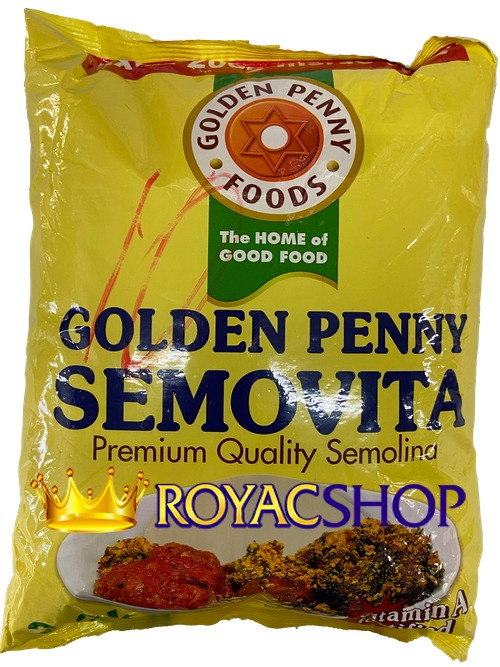 GOLDEN PENNY
FOODS
The HOME of
GOOD FOOD
GOLDEN PENNY
SEMOVITA
Premium Quality Semolina
ROYACSHOP
Vitamin A